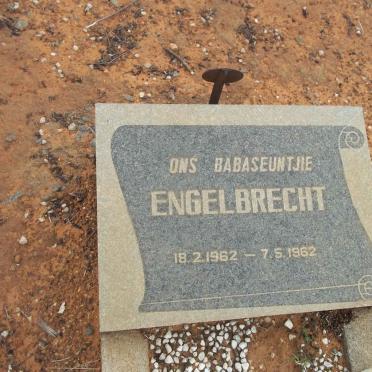 ONS BABASEUNTJIE
ENGELBRECHT
18.2.1962 — 7.5.1962